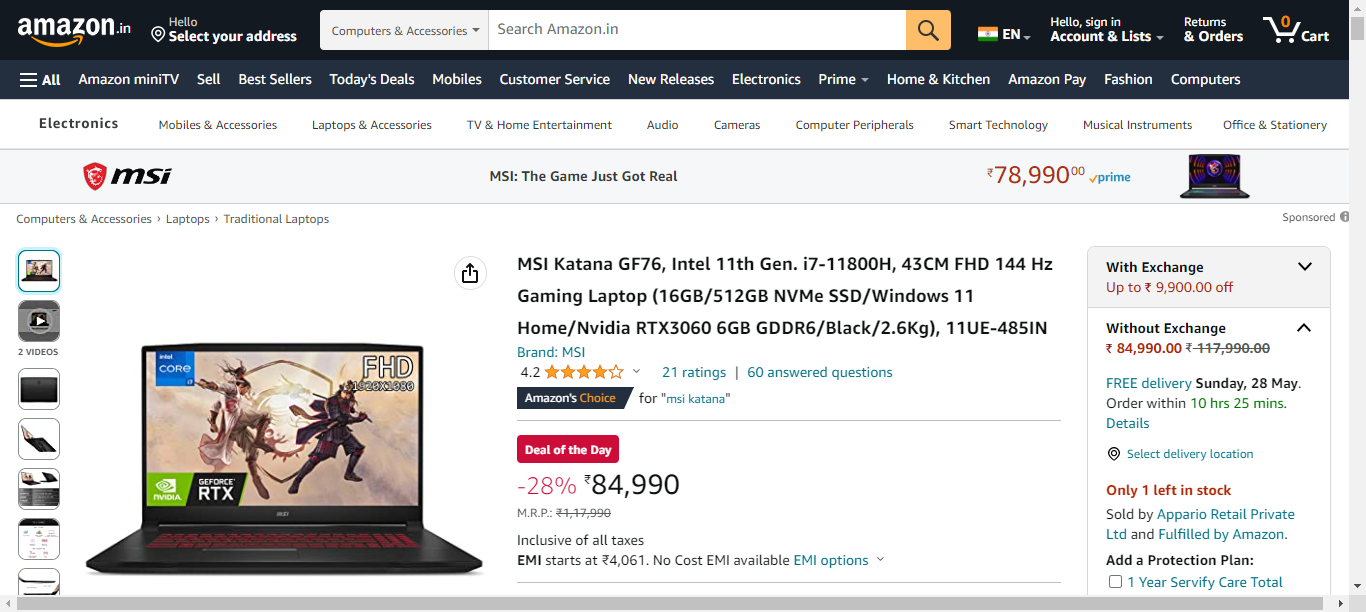 amazon.in
Hello
Select your address
Computers & Accessories
Search Amazon.in
EN
Hello, sign in
Account & Lists
Returns
& Orders
0
Cart
All
Amazon miniTV
Sell
Best Sellers
Today's Deals
Mobiles
Customer Service
New Releases
Electronics
Prime
Home & Kitchen
Amazon Pay
Fashion
Computers
Electronics
Mobiles & Accessories
Laptops & Accessories
TV & Home Entertainment
Audio
Cameras
Computer Peripherals
Smart Technology
Musical Instruments
Office & Stationery
msi
MSI: The Game Just Got Real
₹78,99000
prime
Computers & Accessories › Laptops › Traditional Laptops
Sponsored
2 VIDEOS
intel
CORE
i7
FHD
1920X1080
NVIDIA
GEFORCE
RTX
msi
MSI Katana GF76, Intel 11th Gen. i7-11800H, 43CM FHD 144 Hz
Gaming Laptop (16GB/512GB NVMe SSD/Windows 11
Home/Nvidia RTX3060 6GB GDDR6/Black/2.6Kg), 11UE-485IN
Brand: MSI
4.2
21 ratings | 60 answered questions
Amazon's Choice for "msi katana"
Deal of the Day
-28% ₹84,990
M.R.P.: ₹1,17,990
Inclusive of all taxes
EMI starts at ₹4,061. No Cost EMI available EMI options
With Exchange
Up to ₹ 9,900.00 off
Without Exchange
₹ 84,990.00 ₹ 117,990.00
FREE delivery Sunday, 28 May.
Order within 10 hrs 25 mins.
Details
Select delivery location
Only 1 left in stock
Sold by Appario Retail Private
Ltd and Fulfilled by Amazon.
Add a Protection Plan:
1 Year Servify Care Total